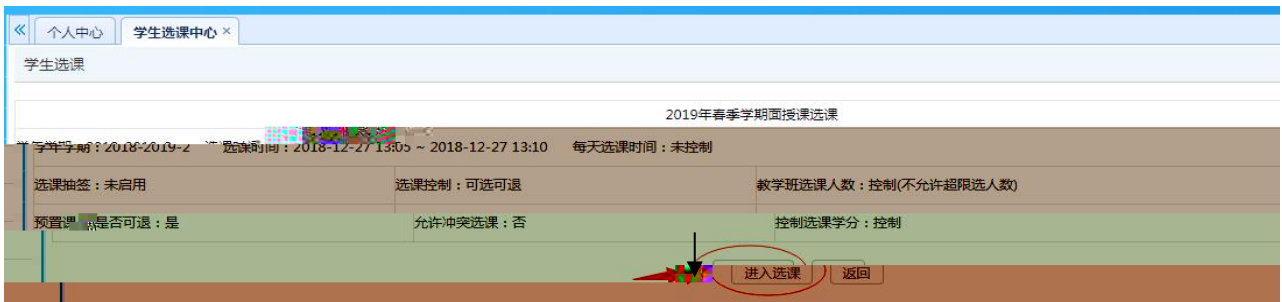 个人中心 学生选课中心 ×
学生选课
2019年春季学期面授课选课
学年学期：2018-2019-2 选课时间：2018-12-27 13:05 ~ 2018-12-27 13:10 每天选课时间：未控制
选课抽签：未启用 选课控制：可选可退 教学班选课人数：控制(不允许超限选人数)
预置课 是否可退：是 允许冲突选课：否 控制选课学分：控制
进入选课 返回